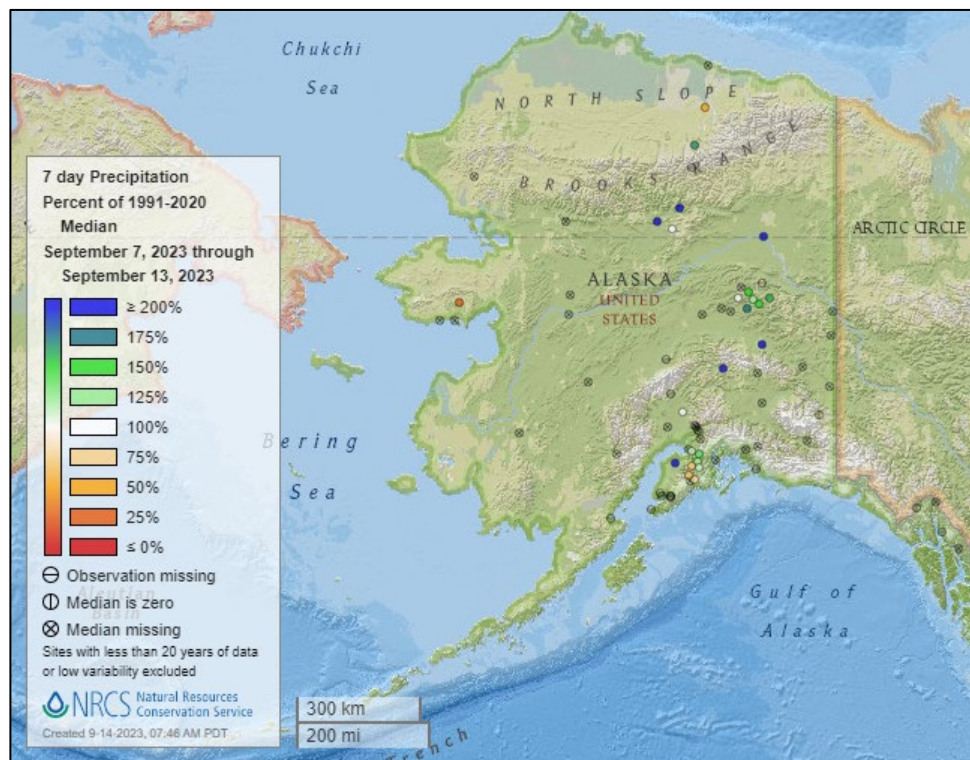 Chukchi
Sea
NORTH SLOPE
BROOKS RANGE
ARCTIC CIRCLE
ALASKA
UNITED
STATES
Bering
Sea
Gulf of
Alaska
Aleutian
Basin
Trench
7 day Precipitation
Percent of 1991-2020
Median
September 7, 2023 through
September 13, 2023
≥ 200%
175%
150%
125%
100%
75%
50%
25%
≤ 0%
Observation missing
Median is zero
Median missing
Sites with less than 20 years of data
or low variability excluded
NRCS Natural Resources
Conservation Service
Created 9-14-2023, 07:46 AM PDT
300 km
200 mi